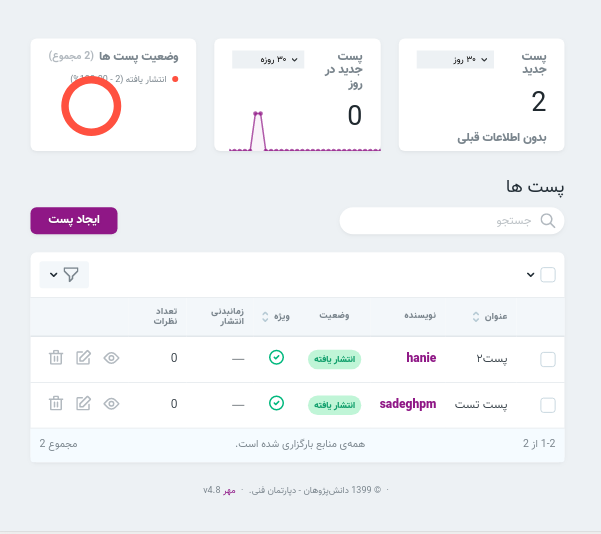 پست جدید
۳۰ روز
2
بدون اطلاعات قبلی
پست جدید در روز
۳۰ روزه
0
وضعیت پست ها (2 مجموع)
انتشار یافته (2 - 100.00%)
پست ها
جستجو
ایجاد پست
عنوان نویسنده وضعیت ویژه زمانبندی انتشار تعداد نظرات
پست۲ hanie انتشار یافته — 0
پست تست sadeghpm انتشار یافته — 0
1-2 از 2 همه‌ی منابع بارگزاری شده است. مجموع 2
· © 1399 دانش‌پژوهان - دپارتمان فنی. · مهر v4.8